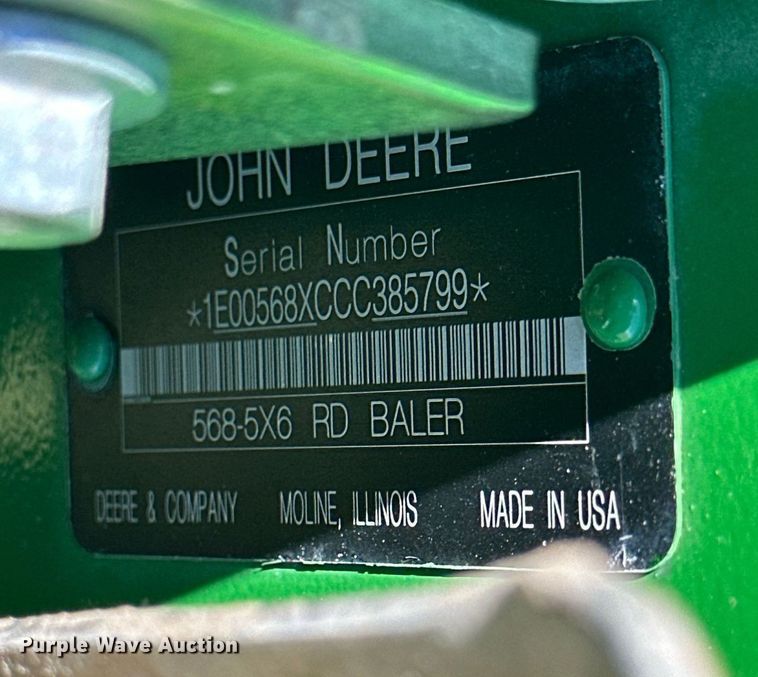 JOHN DEERE
Serial Number
*1E00568XCCC385799*
568-5X6 RD BALER
DEERE & COMPANY MOLINE, ILLINOIS MADE IN USA
Purple Wave Auction